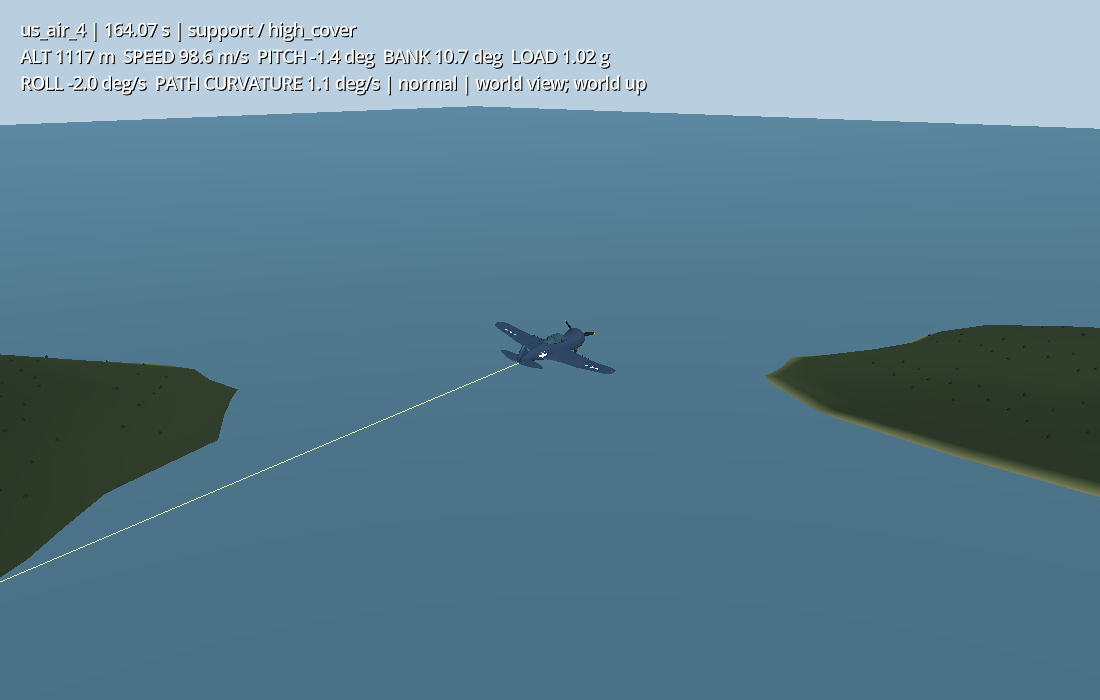 us_air_4 | 164.07 s | support / high_cover
ALT 1117 m  SPEED 98.6 m/s  PITCH -1.4 deg  BANK 10.7 deg  LOAD 1.02 g
ROLL -2.0 deg/s  PATH CURVATURE 1.1 deg/s | normal | world view; world up